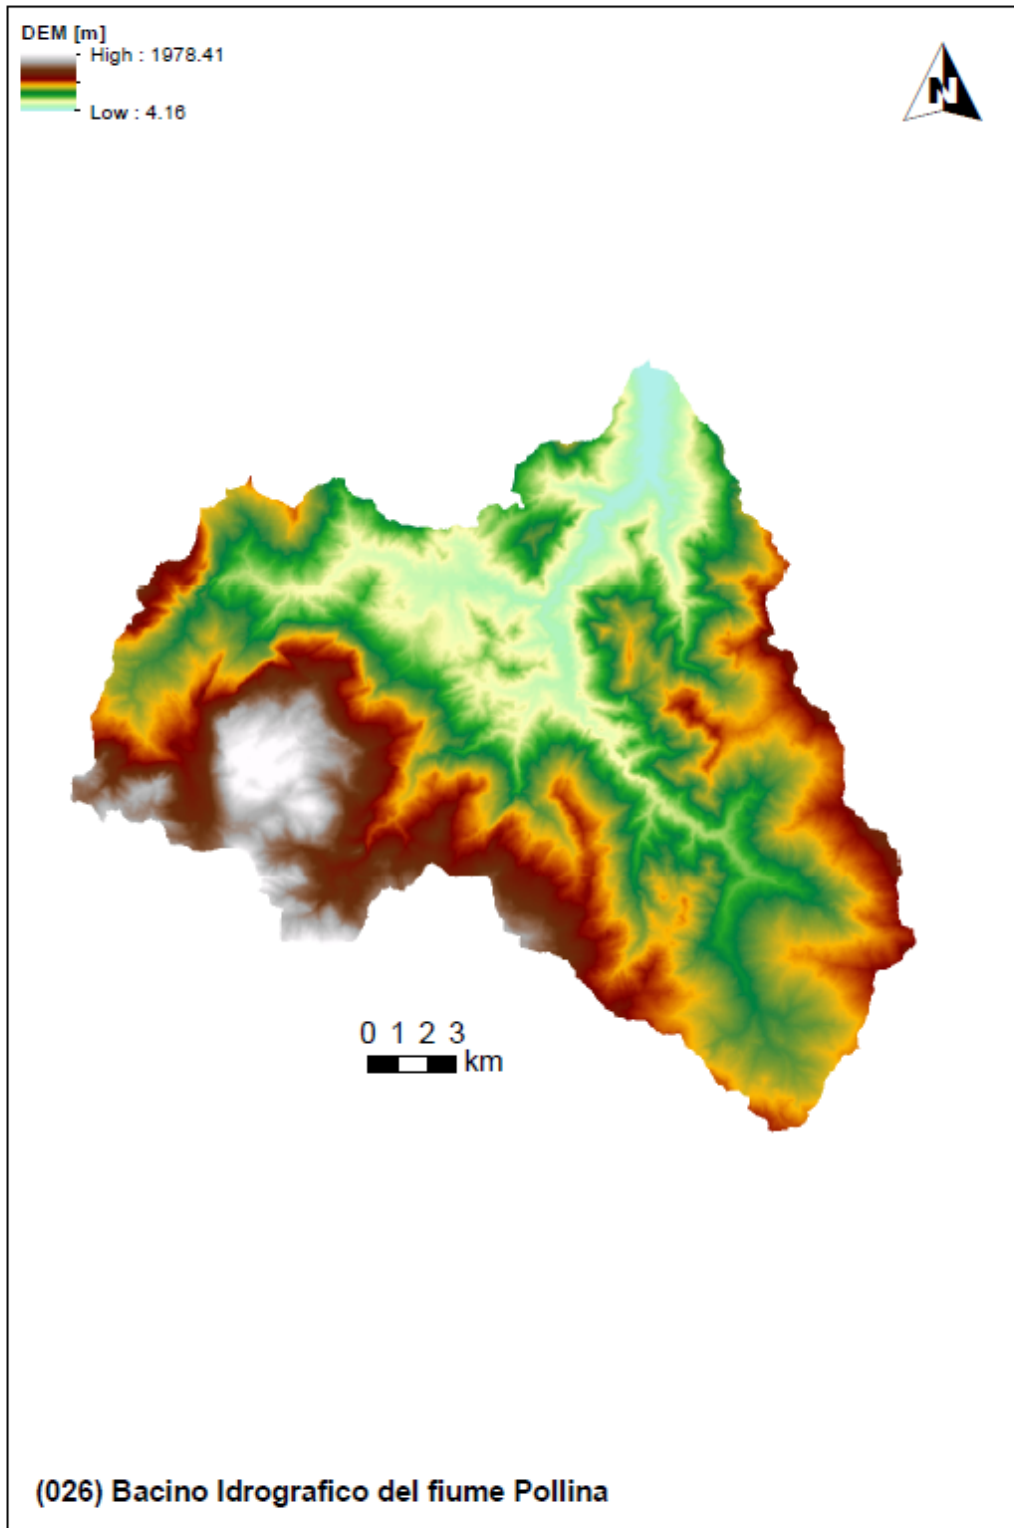 DEM [m]
High : 1978.41
Low : 4.16
N
0 1 2 3
km
(026) Bacino Idrografico del fiume Pollina